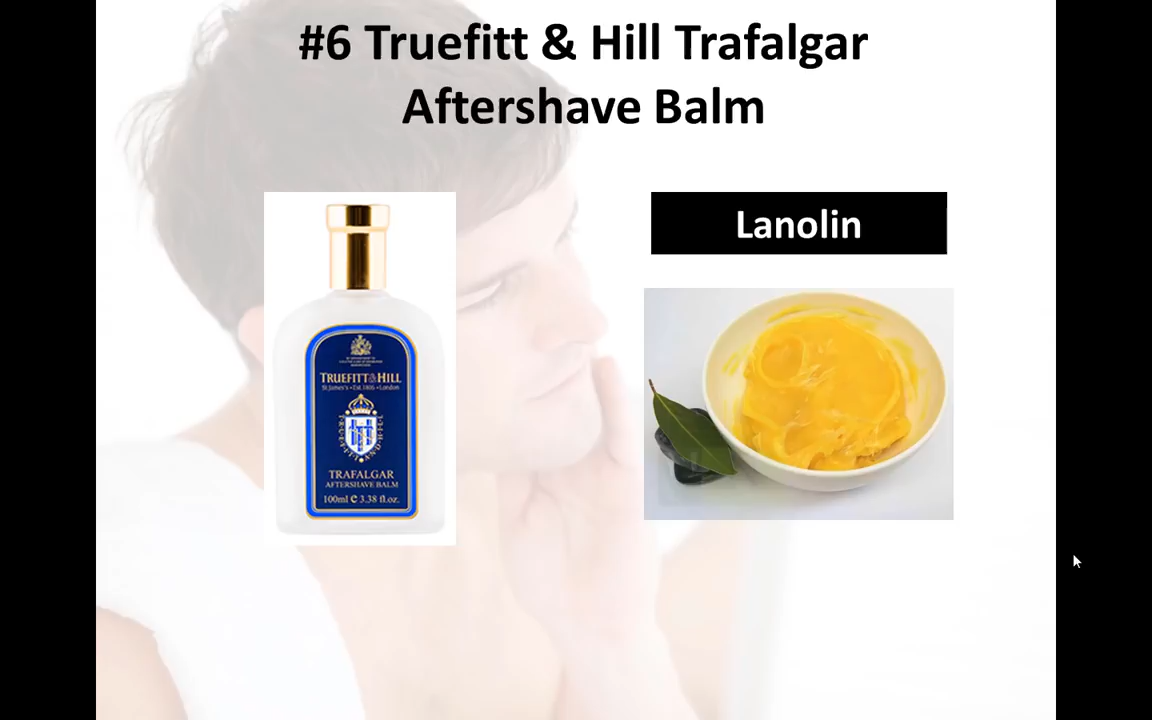 #6 Truefitt & Hill Trafalgar
Aftershave Balm
Lanolin
TRUEFITT & HILL
St James's • Est. 1805 • London
TRAFALGAR
AFTERSHAVE BALM
100ml e 3.38 fl.oz.